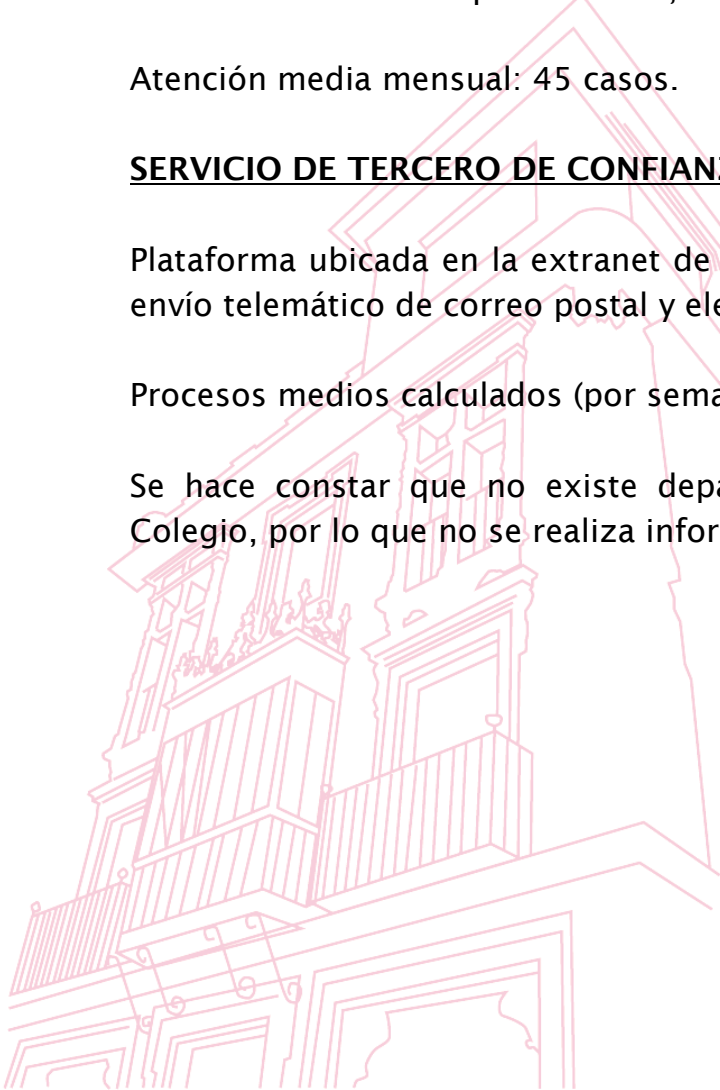 Atención media mensual: 45 casos.
SERVICIO DE TERCERO DE CONFIAN
Plataforma ubicada en la extranet de
envío telemático de correo postal y ele
Procesos medios calculados (por sema
Se hace constar que no existe depa
Colegio, por lo que no se realiza infor